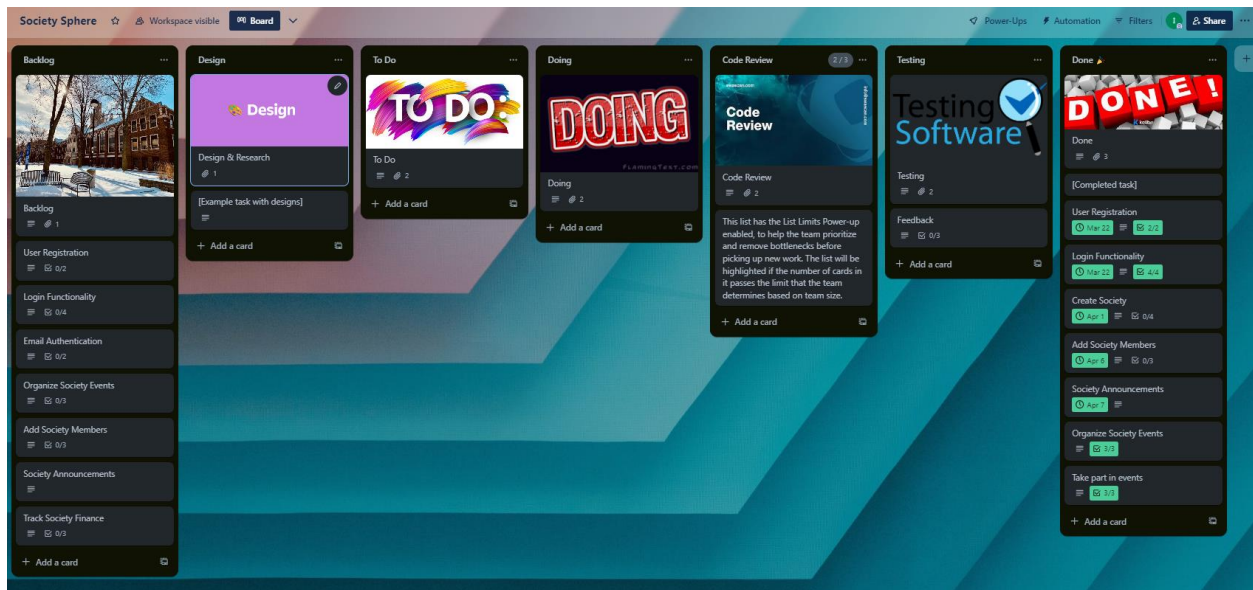 Society Sphere
Workspace visible
Board
Power-Ups
Automation
Filters
Share
Backlog
Backlog
1
User Registration
0/2
Login Functionality
0/4
Email Authentication
0/2
Organize Society Events
0/3
Add Society Members
0/3
Society Announcements
Track Society Finance
0/3
+ Add a card
Design
Design
Design & Research
1
[Example task with designs]
+ Add a card
To Do
TO DO:
To Do
2
+ Add a card
Doing
DOING
FLAMINGTEXT.COM
Doing
2
+ Add a card
Code Review
2/3
Code
Review
Code Review
2
This list has the List Limits Power-up
enabled, to help the team prioritize
and remove bottlenecks before
picking up new work. The list will be
highlighted if the number of cards in
it passes the limit that the team
determines based on team size.
+ Add a card
Testing
Testing
Software
Testing
2
Feedback
0/3
+ Add a card
Done
DONE!
Done
3
[Completed task]
User Registration
Mar 22
2/2
Login Functionality
Mar 22
4/4
Create Society
Apr 1
0/4
Add Society Members
Apr 6
0/3
Society Announcements
Apr 7
Organize Society Events
3/3
Take part in events
3/3
+ Add a card